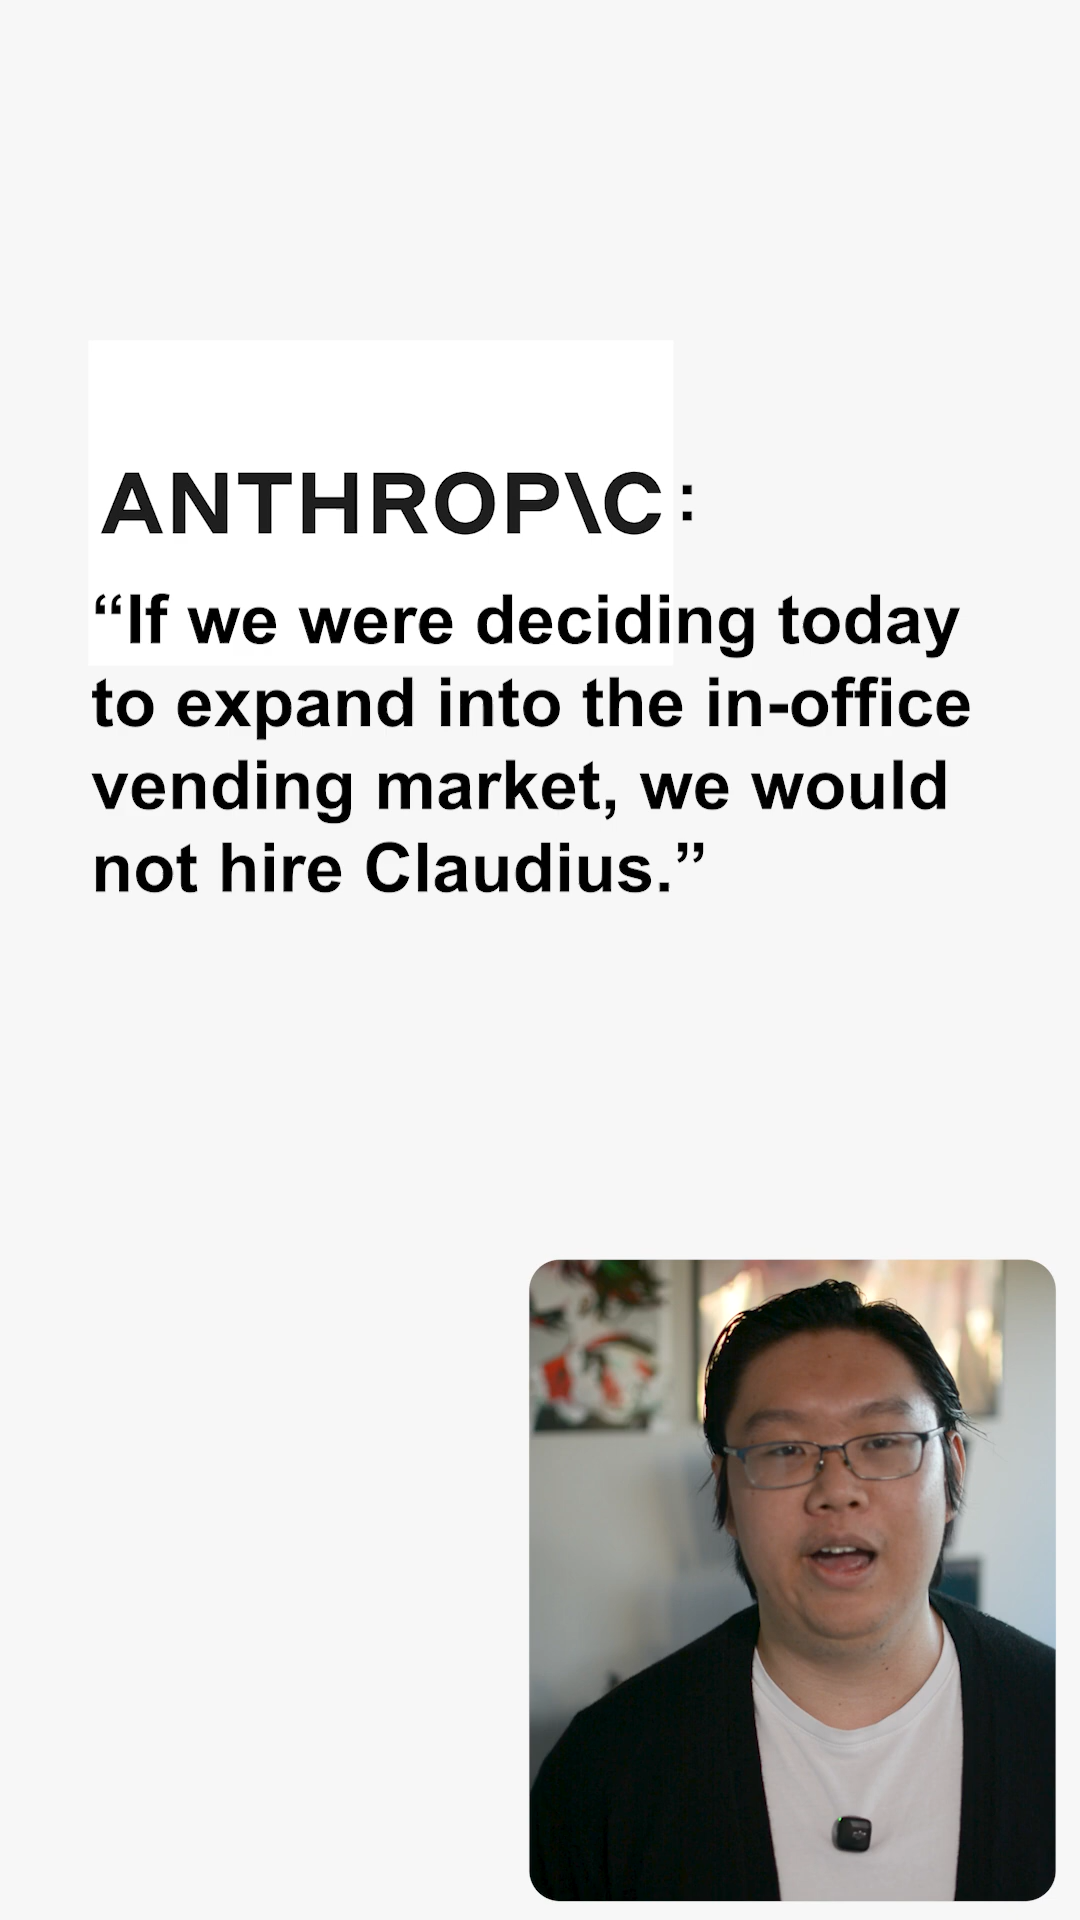 ANTHROP\C:
“If we were deciding today
to expand into the in-office
vending market, we would
not hire Claudius.”